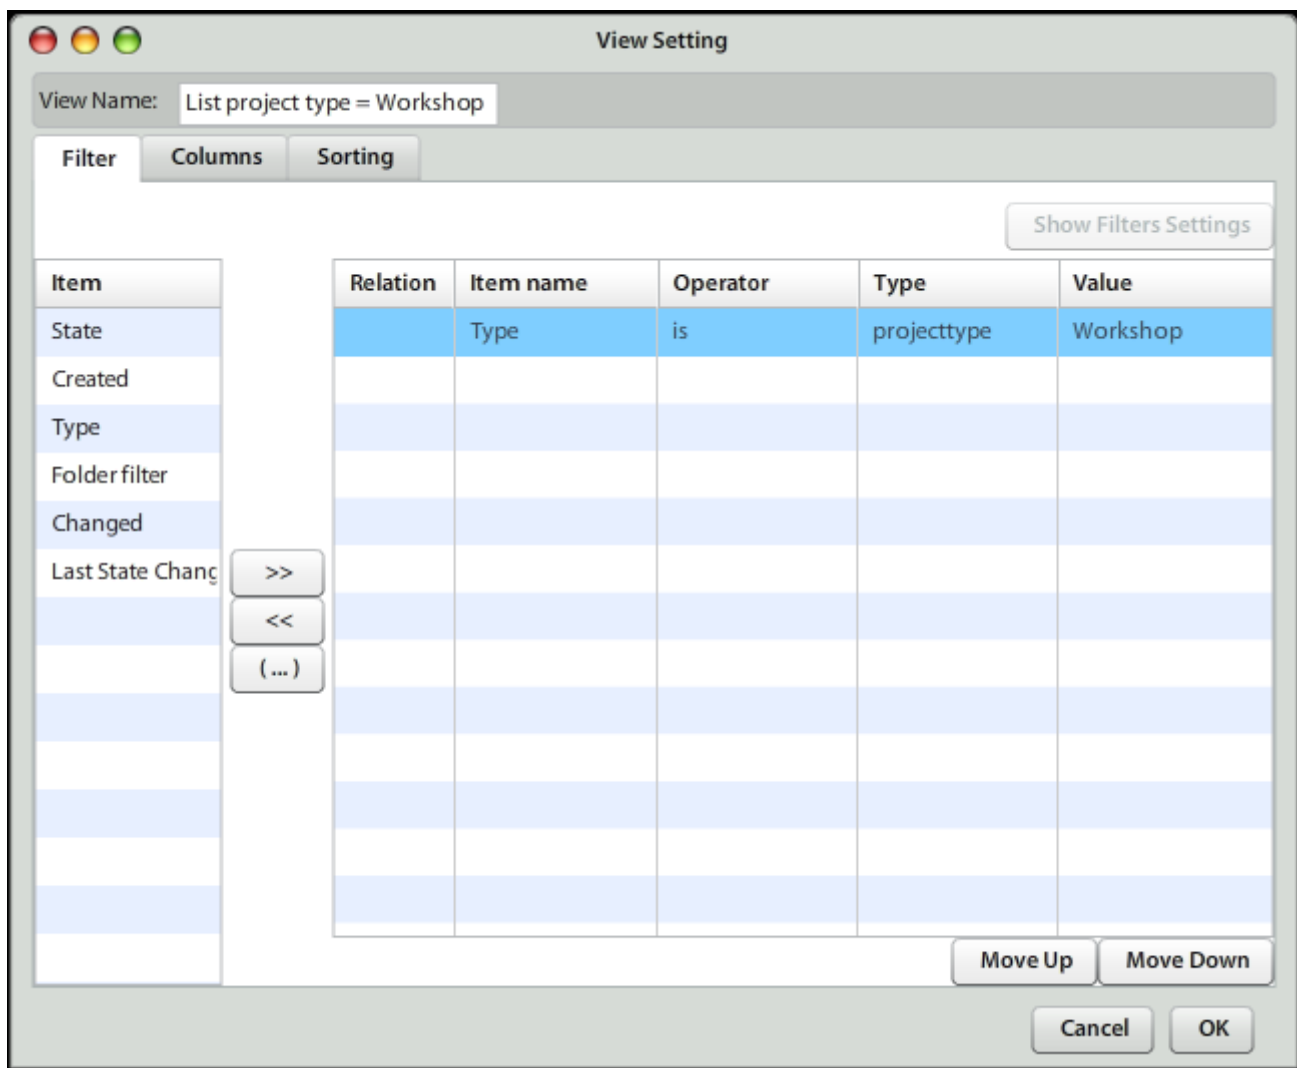 View Setting
View Name: List project type = Workshop
Filter Columns Sorting
Show Filters Settings
Item Relation Item name Operator Type Value
State Type is projecttype Workshop
Created
Type
Folder filter
Changed
Last State Chang >>
<<
(...)
Move Up Move Down
Cancel OK